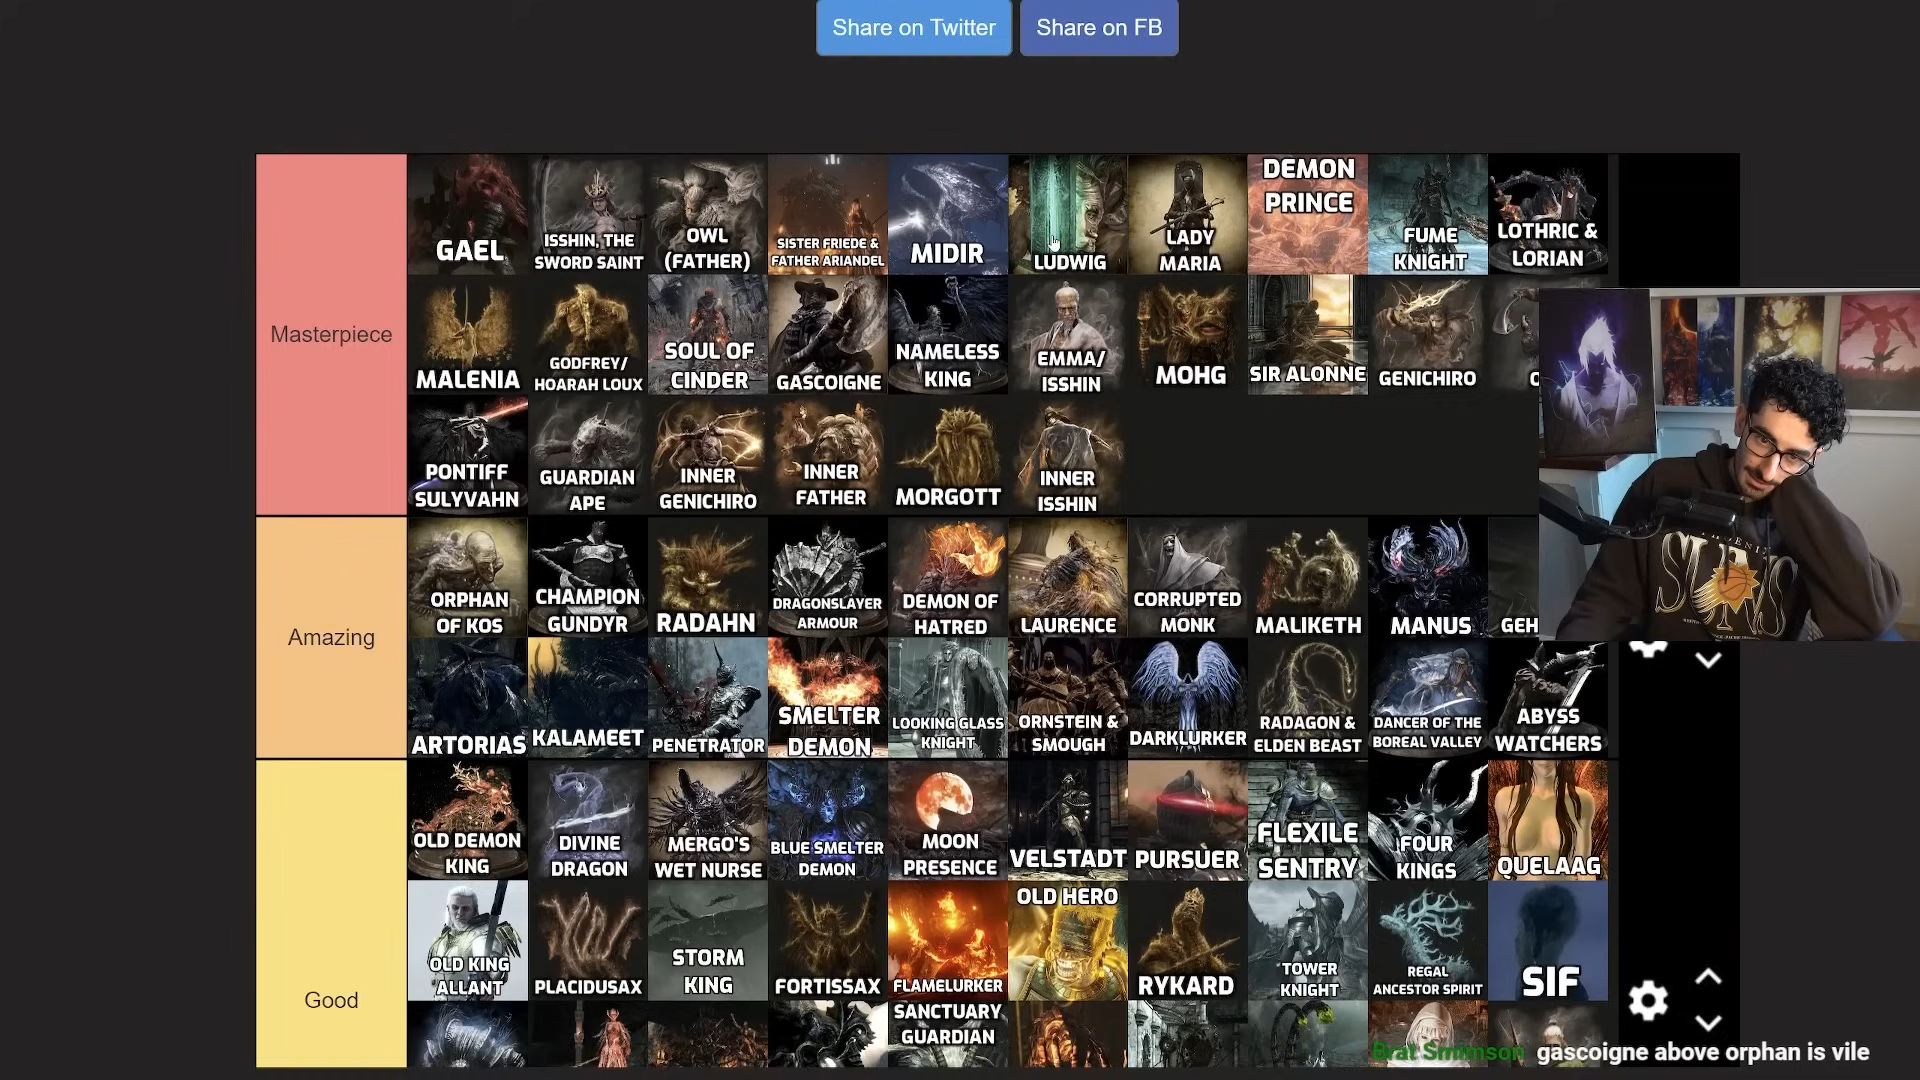 Share on Twitter
Share on FB
Masterpiece
GAEL
ISSHIN, THE
SWORD SAINT
OWL
(FATHER)
SISTER FRIEDE &
FATHER ARIANDEL
MIDIR
LUDWIG
LADY
MARIA
DEMON
PRINCE
FUME
KNIGHT
LOTHRIC &
LORIAN
MALENIA
GODFREY/
HOARAH LOUX
SOUL OF
CINDER
GASCOIGNE
NAMELESS
KING
EMMA/
ISSHIN
MOHG
SIR ALONNE
GENICHIRO
PONTIFF
SULYVAHN
GUARDIAN
APE
INNER
GENICHIRO
INNER
FATHER
MORGOTT
INNER
ISSHIN
Amazing
ORPHAN
OF KOS
CHAMPION
GUNDYR
RADAHN
DRAGONSLAYER
ARMOUR
DEMON OF
HATRED
LAURENCE
CORRUPTED
MONK
MALIKETH
MANUS
GEH
ARTORIAS
KALAMEET
PENETRATOR
SMELTER
DEMON
LOOKING GLASS
KNIGHT
ORNSTEIN &
SMOUGH
DARKLURKER
RADAGON &
ELDEN BEAST
DANCER OF THE
BOREAL VALLEY
ABYSS
WATCHERS
Good
OLD DEMON
KING
DIVINE
DRAGON
MERGO'S
WET NURSE
BLUE SMELTER
DEMON
MOON
PRESENCE
VELSTADT
PURSUER
FLEXILE
SENTRY
FOUR
KINGS
QUELAAG
OLD KING
ALLANT
PLACIDUSAX
STORM
KING
FORTISSAX
FLAMELURKER
OLD HERO
RYKARD
TOWER
KNIGHT
REGAL
ANCESTOR SPIRIT
SIF
SANCTUARY
GUARDIAN
SUNS
Brat Smimson gascoigne above orphan is vile